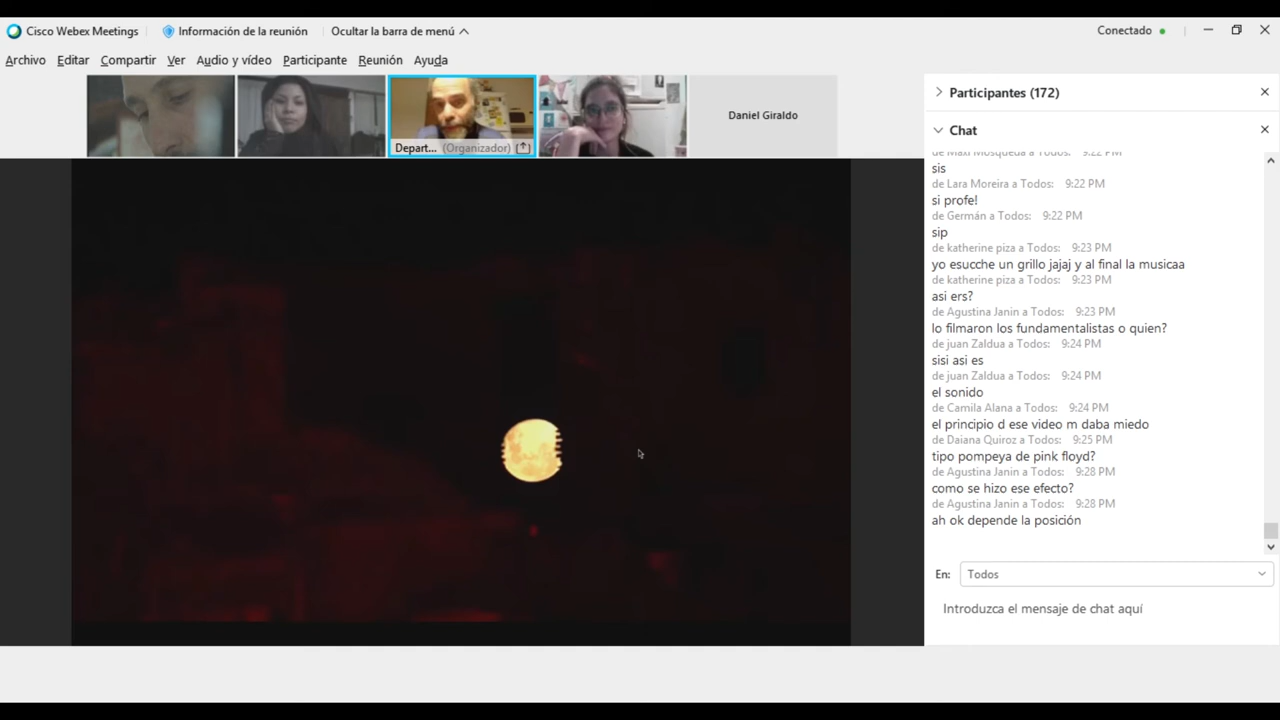 Cisco Webex Meetings
Información de la reunión
Ocultar la barra de menú
Conectado
Archivo Editar Compartir Ver Audio y vídeo Participante Reunión Ayuda
Depart... (Organizador)
Daniel Giraldo
Participantes (172)
Chat
de Maxi Mosqueda a Todos: 9:22 PM
sis
de Lara Moreira a Todos: 9:22 PM
si profe!
de Germán a Todos: 9:22 PM
sip
de katherine piza a Todos: 9:23 PM
yo esucche un grillo jajaj y al final la musicaa
de katherine piza a Todos: 9:23 PM
asi ers?
de Agustina Janin a Todos: 9:23 PM
lo filmaron los fundamentalistas o quien?
de juan Zaldua a Todos: 9:24 PM
sisi asi es
de juan Zaldua a Todos: 9:24 PM
el sonido
de Camila Alana a Todos: 9:24 PM
el principio d ese video m daba miedo
de Daiana Quiroz a Todos: 9:25 PM
tipo pompeya de pink floyd?
de Agustina Janin a Todos: 9:28 PM
como se hizo ese efecto?
de Agustina Janin a Todos: 9:28 PM
ah ok depende la posición
En: Todos
Introduzca el mensaje de chat aquí